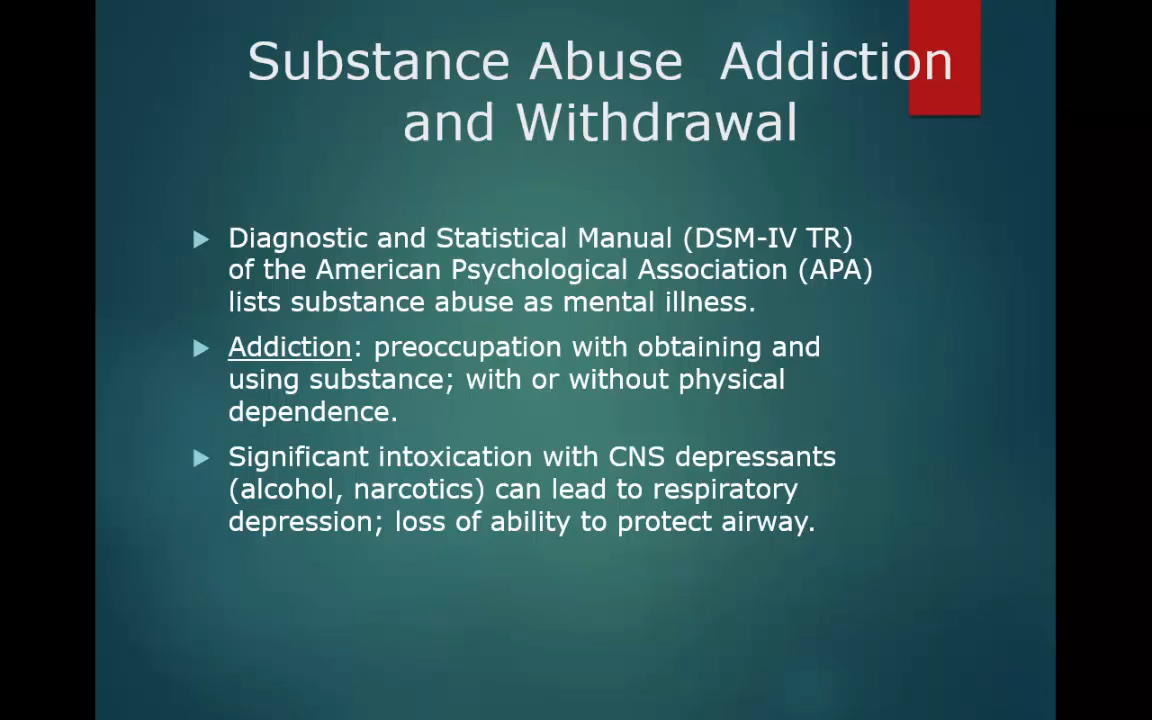 Substance Abuse  Addiction
and Withdrawal
Diagnostic and Statistical Manual (DSM-IV TR)
of the American Psychological Association (APA)
lists substance abuse as mental illness.
Addiction: preoccupation with obtaining and
using substance; with or without physical
dependence.
Significant intoxication with CNS depressants
(alcohol, narcotics) can lead to respiratory
depression; loss of ability to protect airway.